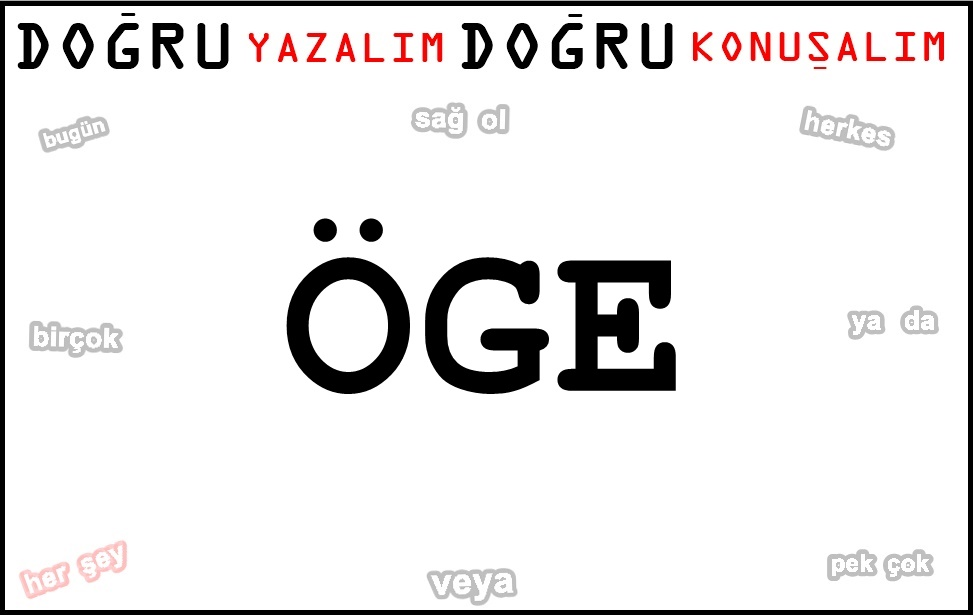 DOĞRU YAZALIM DOĞRU KONUŞALIM
bugün sağ ol herkes
ÖGE
birçok ya da
her şey veya pek çok